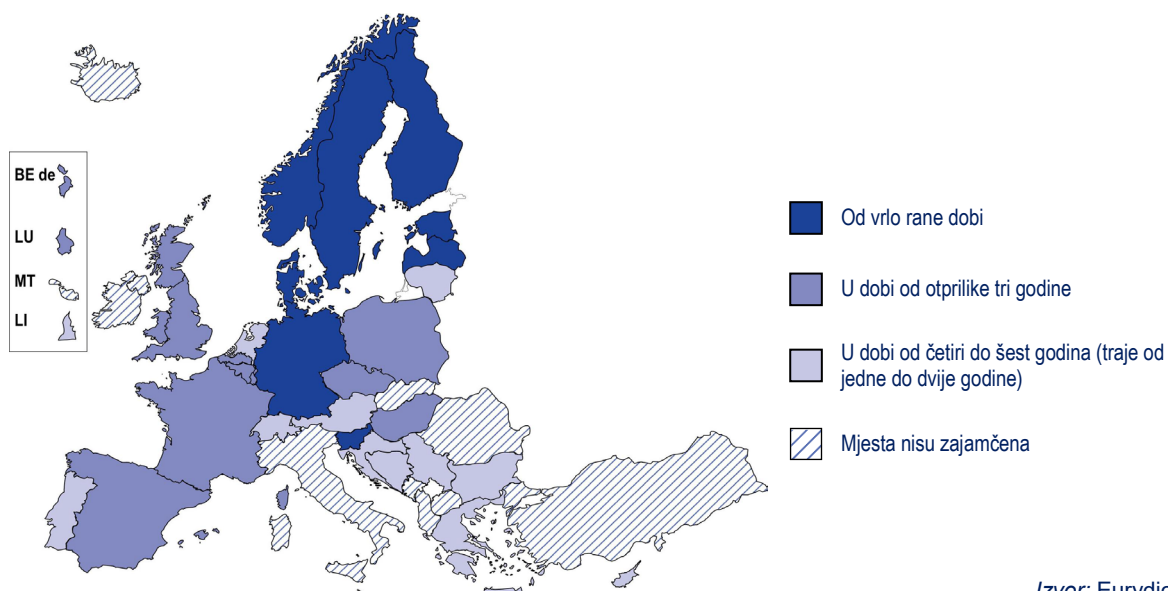 BE de
LU
MT
LI
Od vrlo rane dobi
U dobi od otprilike tri godine
U dobi od četiri do šest godina (traje od
jedne do dvije godine)
Mjesta nisu zajamčena
Izvor: